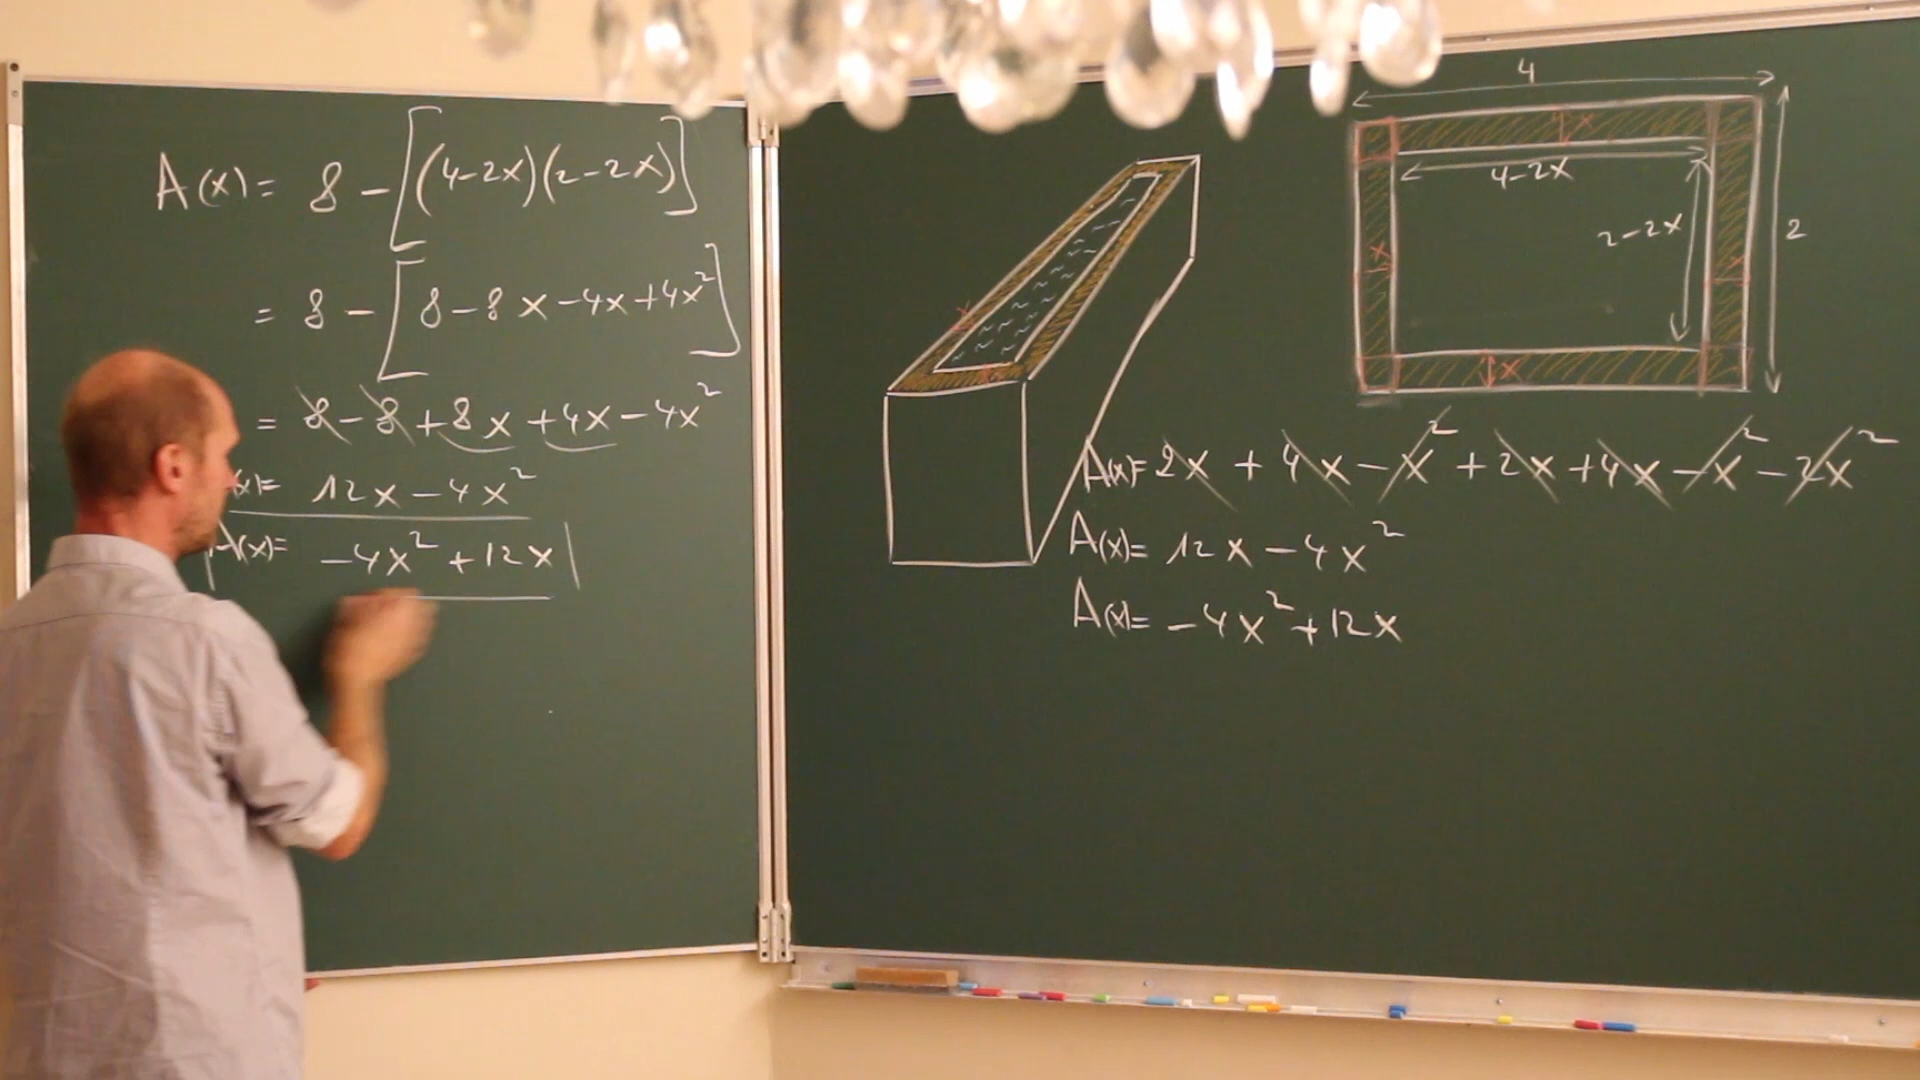 A(x) = 8 - [(4-2x)(2-2x)]
= 8 - [8-8x-4x+4x²]
= 8-8+8x+4x-4x²
(x)= 12x-4x²
A(x)= -4x²+12x
4
x
4-2x
2-2x
2
x
x
x
x
x
A(x)= 2x + 4x - x² + 2x + 4x - x² - 2x²
A(x)= 12x - 4x²
A(x)= -4x²+12x